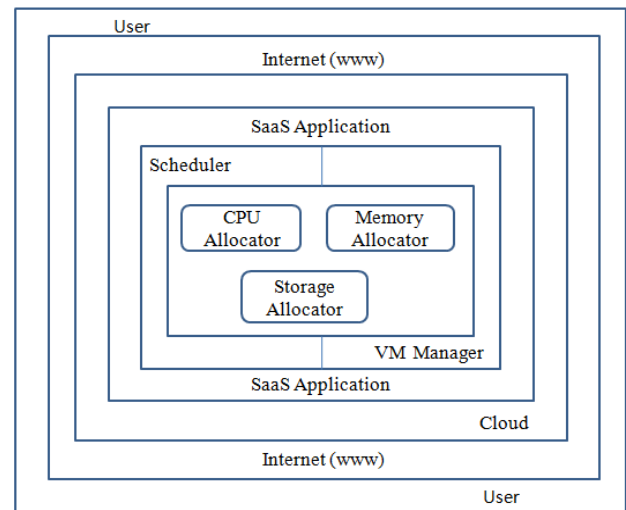 User
Internet (www)
SaaS Application
Scheduler
CPU
Allocator
Memory
Allocator
Storage
Allocator
VM Manager
SaaS Application
Cloud
Internet (www)
User